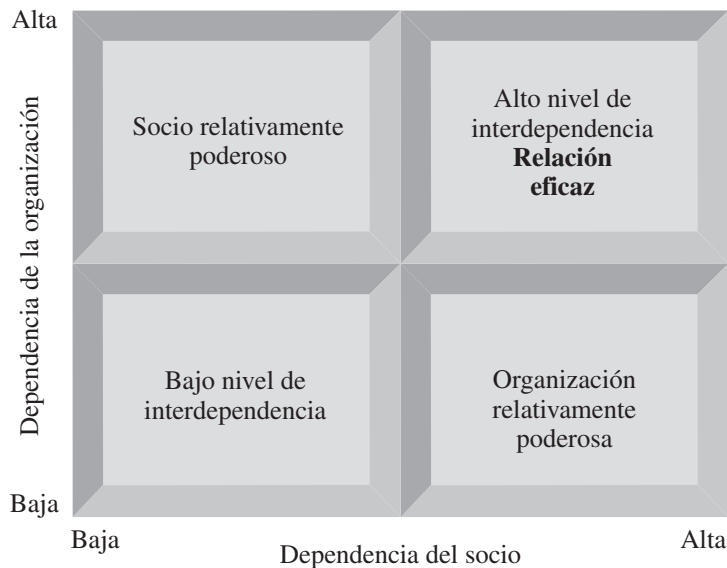 Alta
Dependencia de la organización
Socio relativamente
poderoso
Alto nivel de
interdependencia
Relación
eficaz
Bajo nivel de
interdependencia
Organización
relativamente
poderosa
Baja
Baja
Dependencia del socio
Alta